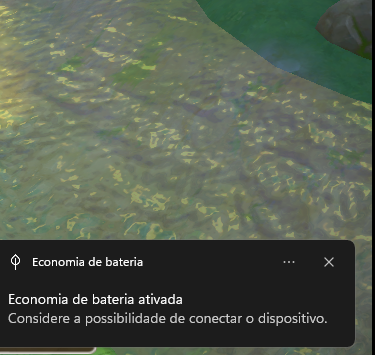 Economia de bateria
Economia de bateria ativada
Considere a possibilidade de conectar o dispositivo.